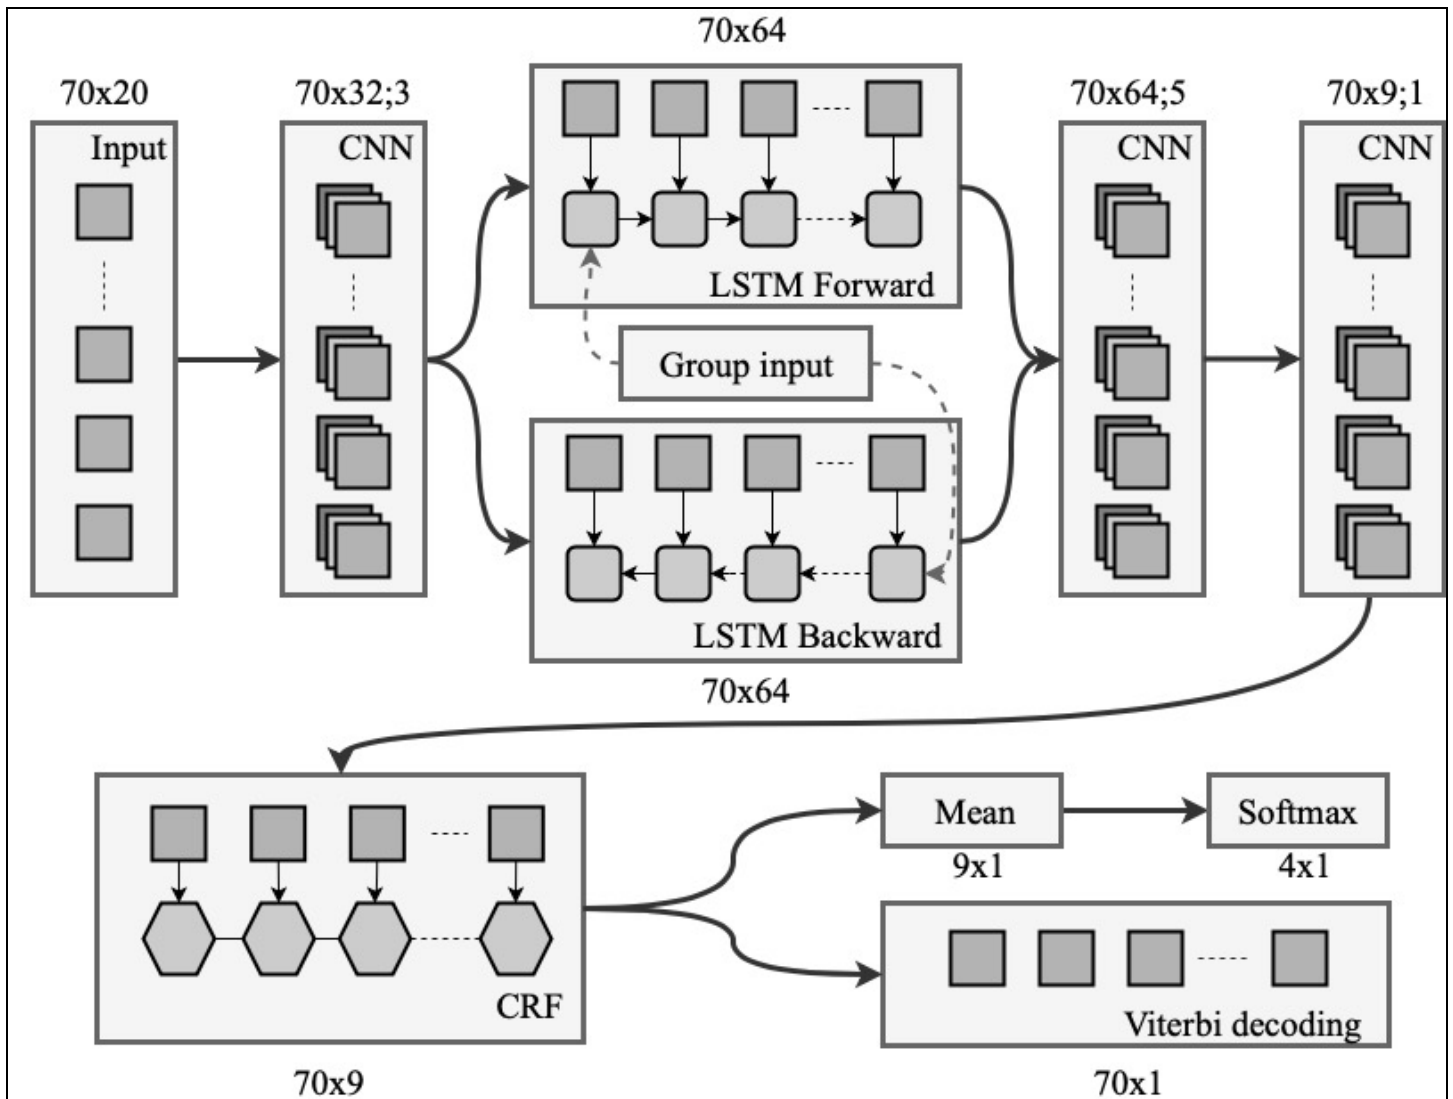 70x64
70x20
70x32;3
70x64;5
70x9;1
Input
CNN
CNN
CNN
LSTM Forward
Group input
LSTM Backward
70x64
Mean
Softmax
9x1
4x1
CRF
Viterbi decoding
70x9
70x1